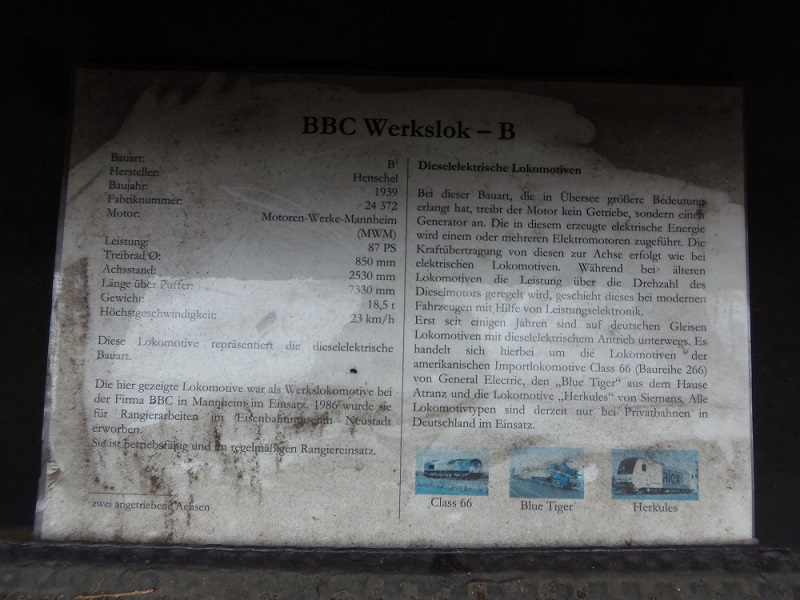 BBC Werkslok – B
Bauart: B¹
Hersteller: Henschel
Baujahr: 1939
Fabriknummer: 24 372
Motor: Motoren-Werke-Mannheim
(MWM)
Leistung: 87 PS
Treibrad Ø: 850 mm
Achsstand: 2530 mm
Länge über Puffer: 7330 mm
Gewicht: 18,5 t
Höchstgeschwindigkeit: 23 km/h
Diese Lokomotive repräsentiert die dieselelektrische
Bauart.
Die hier gezeigte Lokomotive war als Werkslokomotive bei
der Firma BBC in Mannheim im Einsatz. 1986 wurde sie
für Rangierarbeiten im Eisenbahnmuseum Neustadt
erworben.
Sie ist betriebsfähig und im regelmäßigen Rangiereinsatz.
zwei angetriebene Achsen
Dieselelektrische Lokomotiven
Bei dieser Bauart, die in Übersee größere Bedeutung
erlangt hat, treibt der Motor kein Getriebe, sondern einen
Generator an. Die in diesem erzeugte elektrische Energie
wird einem oder mehreren Elektromotoren zugeführt. Die
Kraftübertragung von diesen zur Achse erfolgt wie bei
elektrischen Lokomotiven. Während bei älteren
Lokomotiven die Leistung über die Drehzahl des
Dieselmotors geregelt wird, geschieht dieses bei modernen
Fahrzeugen mit Hilfe von Leistungselektronik.
Erst seit einigen Jahren sind auf deutschen Gleisen
Lokomotiven mit dieselelektrischem Antrieb unterwegs. Es
handelt sich hierbei um die Lokomotiven der
amerikanischen Importlokomotive Class 66 (Baureihe 266)
von General Electric, den „Blue Tiger“ aus dem Hause
Atranz und die Lokomotive „Herkules“ von Siemens. Alle
Lokomotivtypen sind derzeit nur bei Privatbahnen in
Deutschland im Einsatz.
Class 66
Blue Tiger
Herkules